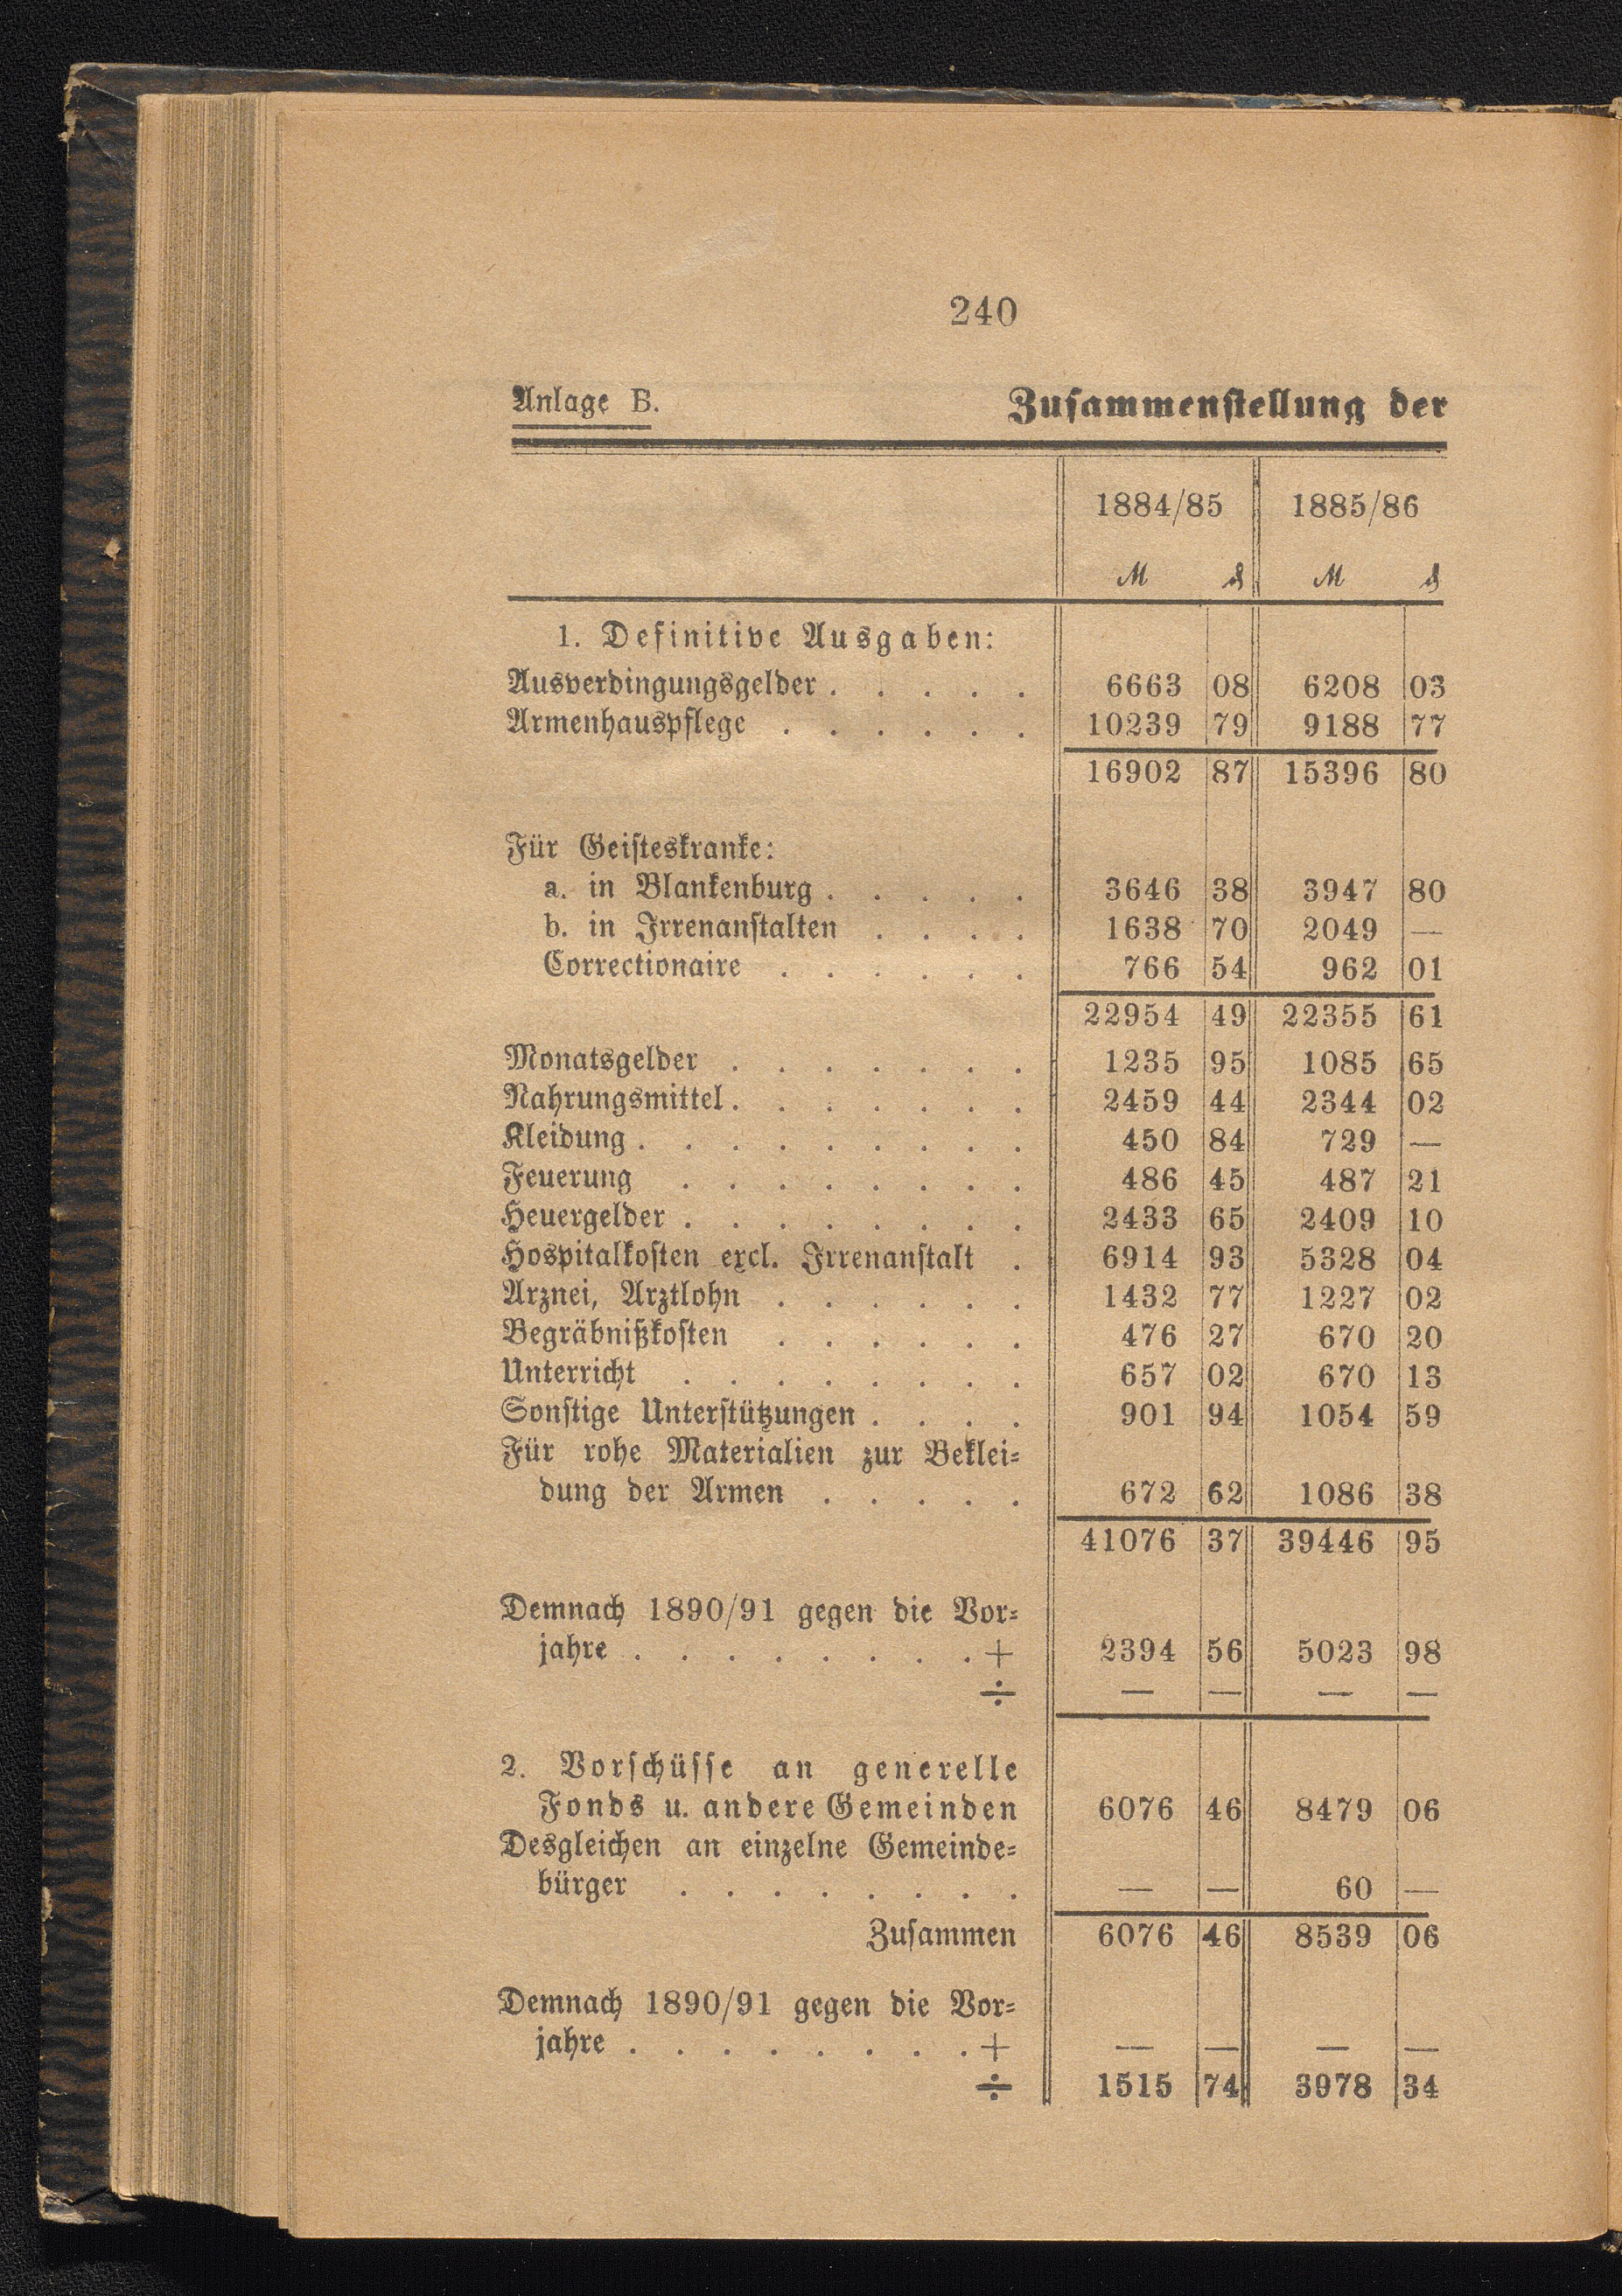 240
Anlage B. Zusammenstellung der
1884/85 1885/86
ℳ ₰ ℳ ₰
1. Definitive Ausgaben:
Ausverdingungsgelder . . . . . 6663 08 6208 03
Armenhauspflege . . . . . . 10239 79 9188 77
16902 87 15396 80
Für Geisteskranke:
a. in Blankenburg . . . . . 3646 38 3947 80
b. in Irrenanstalten . . . . 1638 70 2049 —
Correctionaire . . . . . . 766 54 962 01
22954 49 22355 61
Monatsgelder . . . . . . . 1235 95 1085 65
Nahrungsmittel . . . . . . . 2459 44 2344 02
Kleidung . . . . . . . . . 450 84 729 —
Feuerung . . . . . . . . 486 45 487 21
Heuergelder . . . . . . . . 2433 65 2409 10
Hospitalkosten excl. Irrenanstalt . 6914 93 5328 04
Arznei, Arztlohn . . . . . . 1432 77 1227 02
Begräbnißkosten . . . . . . 476 27 670 20
Unterricht . . . . . . . . 657 02 670 13
Sonstige Unterstützungen . . . . 901 94 1054 59
Für rohe Materialien zur Beklei-
dung der Armen . . . . . 672 62 1086 38
41076 37 39446 95
Demnach 1890/91 gegen die Vor-
jahre . . . . . . . . + 2394 56 5023 98
÷ — — — —
2. Vorschüsse an generelle
Fonds u. andere Gemeinden 6076 46 8479 06
Desgleichen an einzelne Gemeinde-
bürger . . . . . . . . — — 60 —
Zusammen 6076 46 8539 06
Demnach 1890/91 gegen die Vor-
jahre . . . . . . . . + — — — —
÷ 1515 74 3978 34